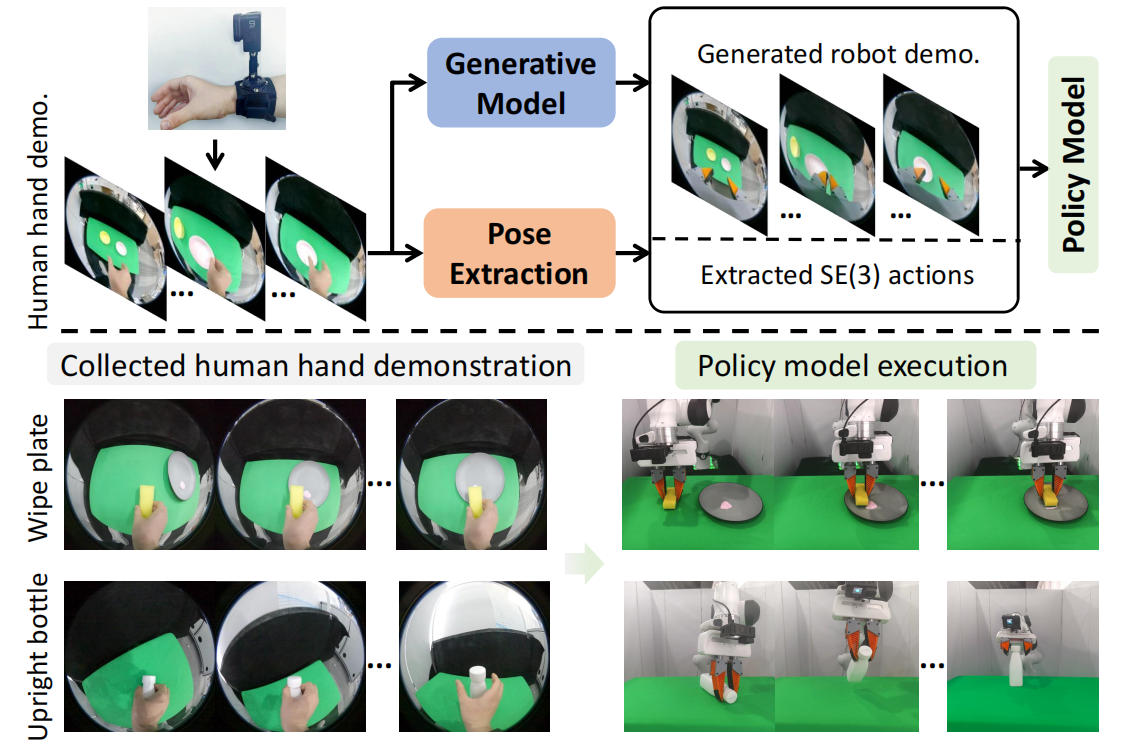 Human hand demo.
Generative
Model
Pose
Extraction
Generated robot demo.
...
...
...
...
Extracted SE(3) actions
Policy Model
Collected human hand demonstration
Policy model execution
Wipe plate
...
...
Upright bottle
...
...